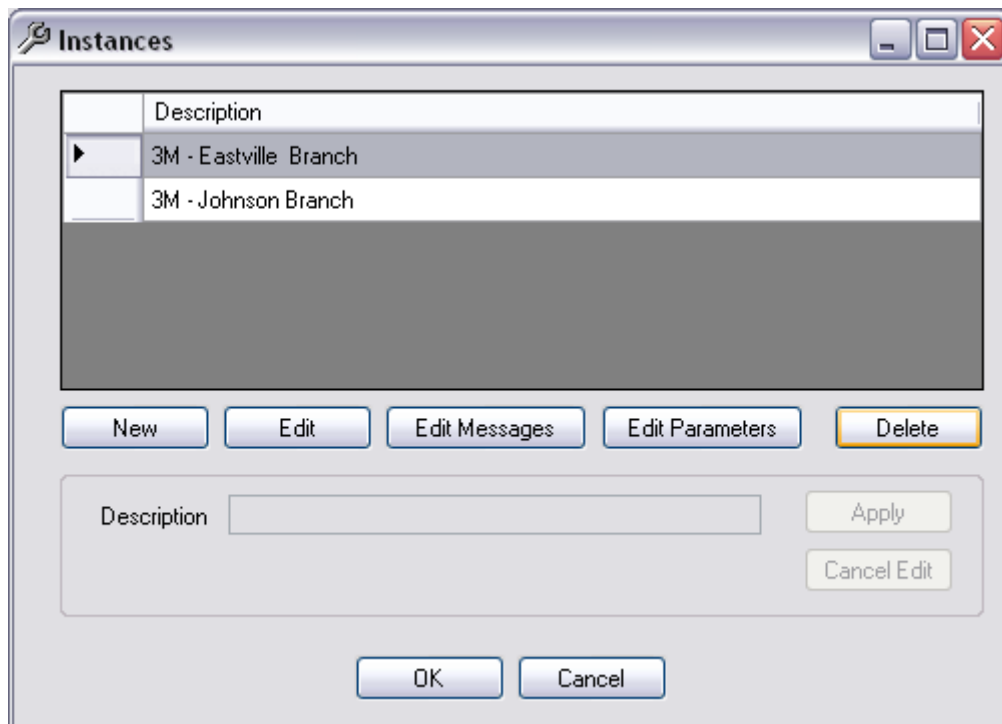 Instances
Description
3M - Eastville  Branch
3M - Johnson Branch
New Edit Edit Messages Edit Parameters Delete
Description Apply
Cancel Edit
OK Cancel